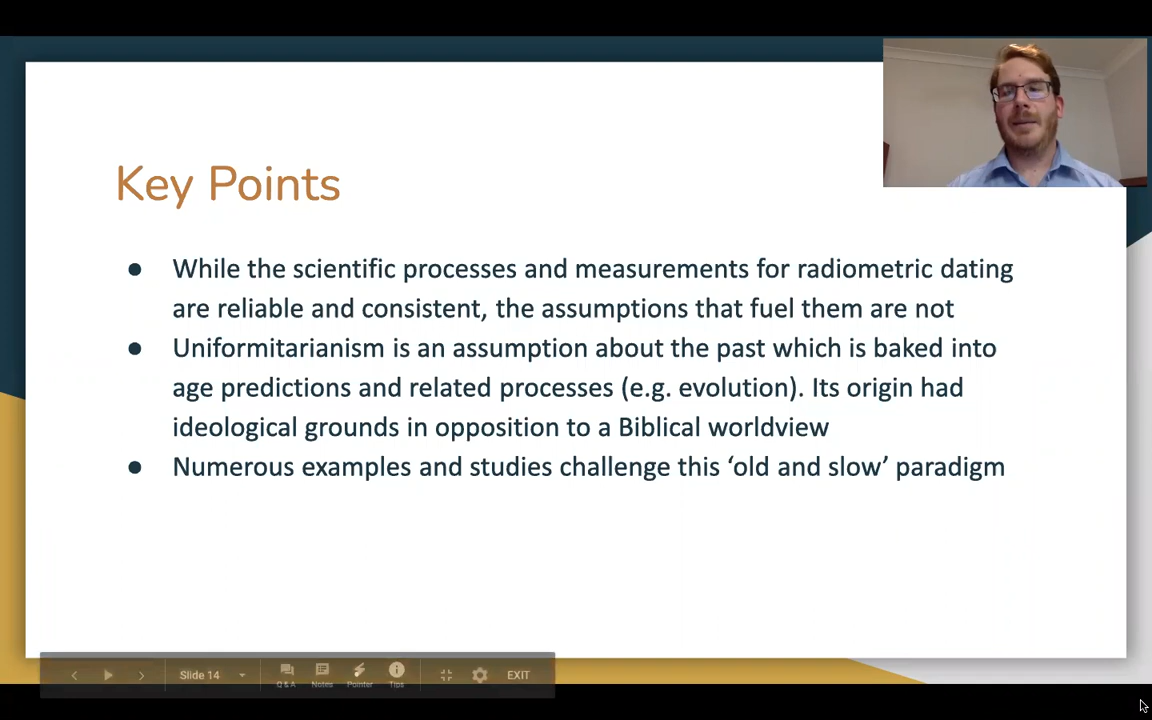 Key Points
● While the scientific processes and measurements for radiometric dating
are reliable and consistent, the assumptions that fuel them are not
● Uniformitarianism is an assumption about the past which is baked into
age predictions and related processes (e.g. evolution). Its origin had
ideological grounds in opposition to a Biblical worldview
● Numerous examples and studies challenge this ‘old and slow’ paradigm
Slide 14
Q&A Notes Pointer Tips
EXIT